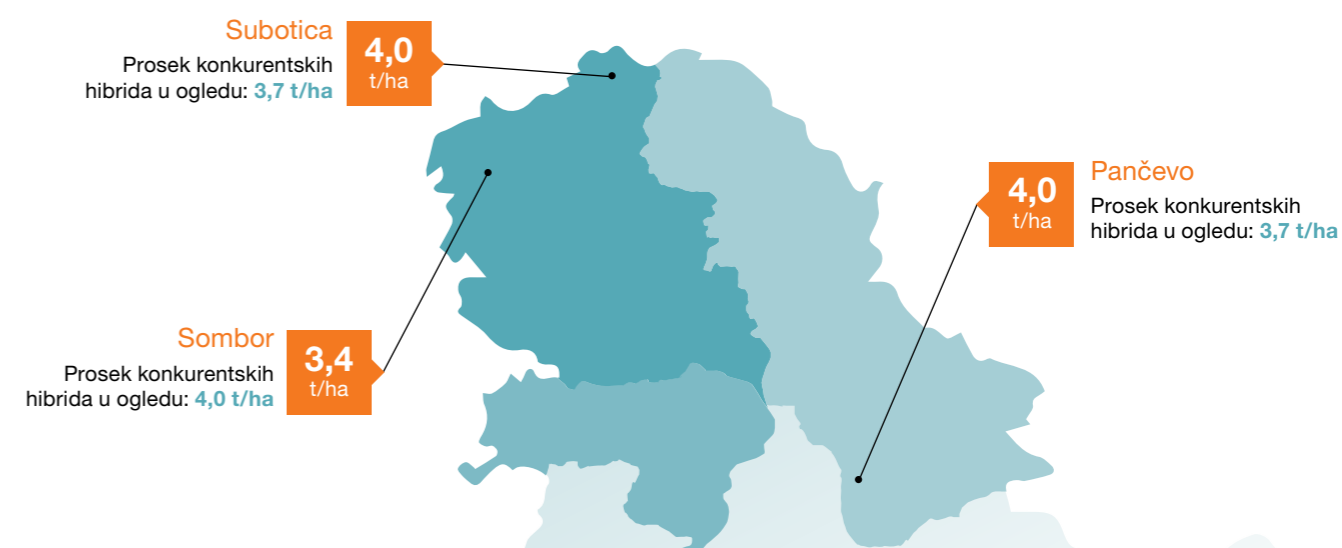 Subotica
Prosek konkurentskih
hibrida u ogledu: 3,7 t/ha
4,0
t/ha
Pančevo
Prosek konkurentskih
hibrida u ogledu: 3,7 t/ha
4,0
t/ha
Sombor
Prosek konkurentskih
hibrida u ogledu: 4,0 t/ha
3,4
t/ha